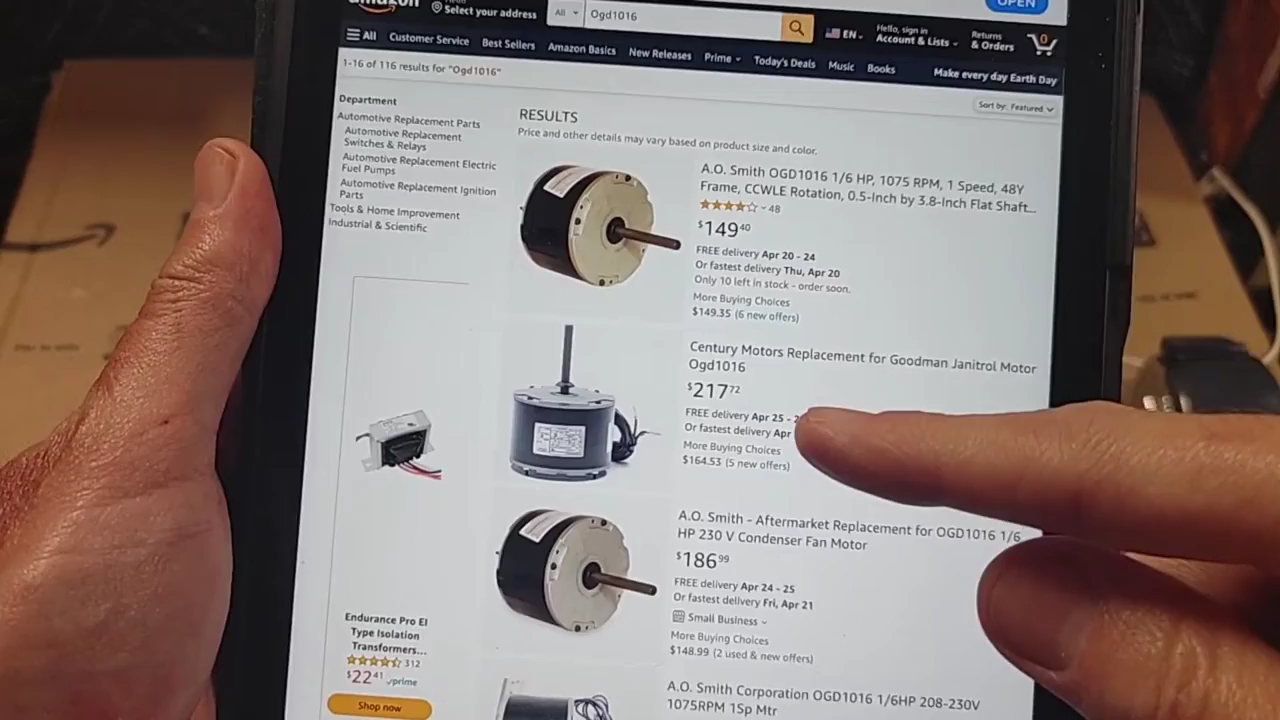 amazon
Select your address
All
Ogd1016
OPEN
EN
Hello, sign in
Account & Lists
Returns
& Orders
0
All
Customer Service
Best Sellers
Amazon Basics
New Releases
Prime
Today's Deals
Music
Books
Make every day Earth Day
1-16 of 116 results for "Ogd1016"
Sort by: Featured
Department
Automotive Replacement Parts
Automotive Replacement
Switches & Relays
Automotive Replacement Electric
Fuel Pumps
Automotive Replacement Ignition
Parts
Tools & Home Improvement
Industrial & Scientific
RESULTS
Price and other details may vary based on product size and color.
A.O. Smith OGD1016 1/6 HP, 1075 RPM, 1 Speed, 48Y
Frame, CCWLE Rotation, 0.5-Inch by 3.8-Inch Flat Shaft...
48
$149.40
FREE delivery Apr 20 - 24
Or fastest delivery Thu, Apr 20
Only 10 left in stock - order soon.
More Buying Choices
$149.35 (6 new offers)
Century Motors Replacement for Goodman Janitrol Motor
Ogd1016
$217.72
FREE delivery Apr 25 -
Or fastest delivery Apr
More Buying Choices
$164.53 (5 new offers)
A.O. Smith - Aftermarket Replacement for OGD1016 1/6
HP 230 V Condenser Fan Motor
$186.99
FREE delivery Apr 24 - 25
Or fastest delivery Fri, Apr 21
Small Business
More Buying Choices
$148.99 (2 used & new offers)
A.O. Smith Corporation OGD1016 1/6HP 208-230V
1075RPM 1Sp Mtr
Endurance Pro EI
Type Isolation
Transformers...
312
$22.41 prime
Shop now